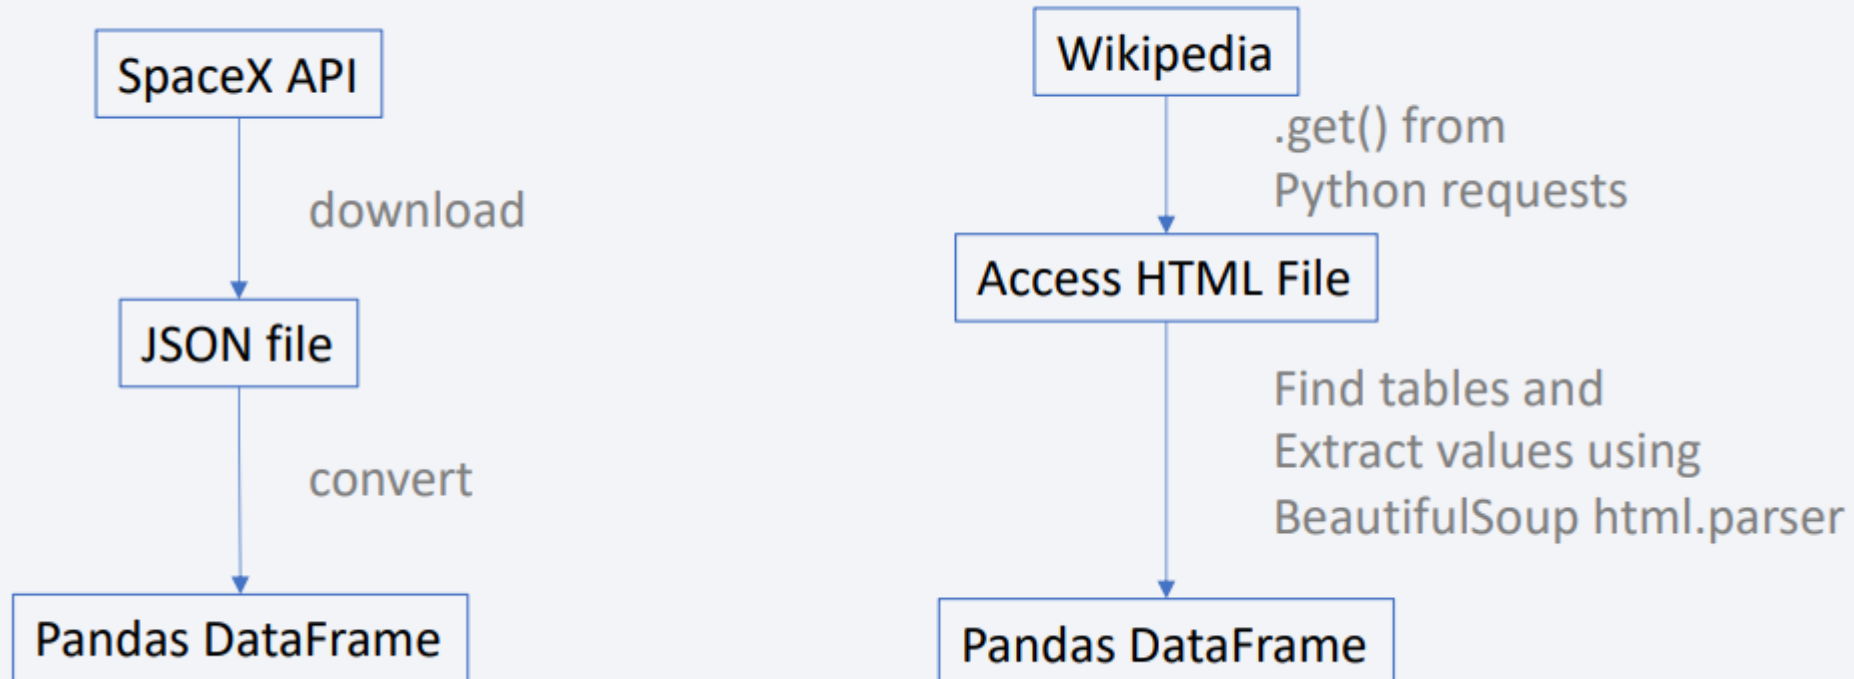 SpaceX API
download
JSON file
convert
Pandas DataFrame
Wikipedia
.get() from
Python requests
Access HTML File
Find tables and
Extract values using
BeautifulSoup html.parser
Pandas DataFrame